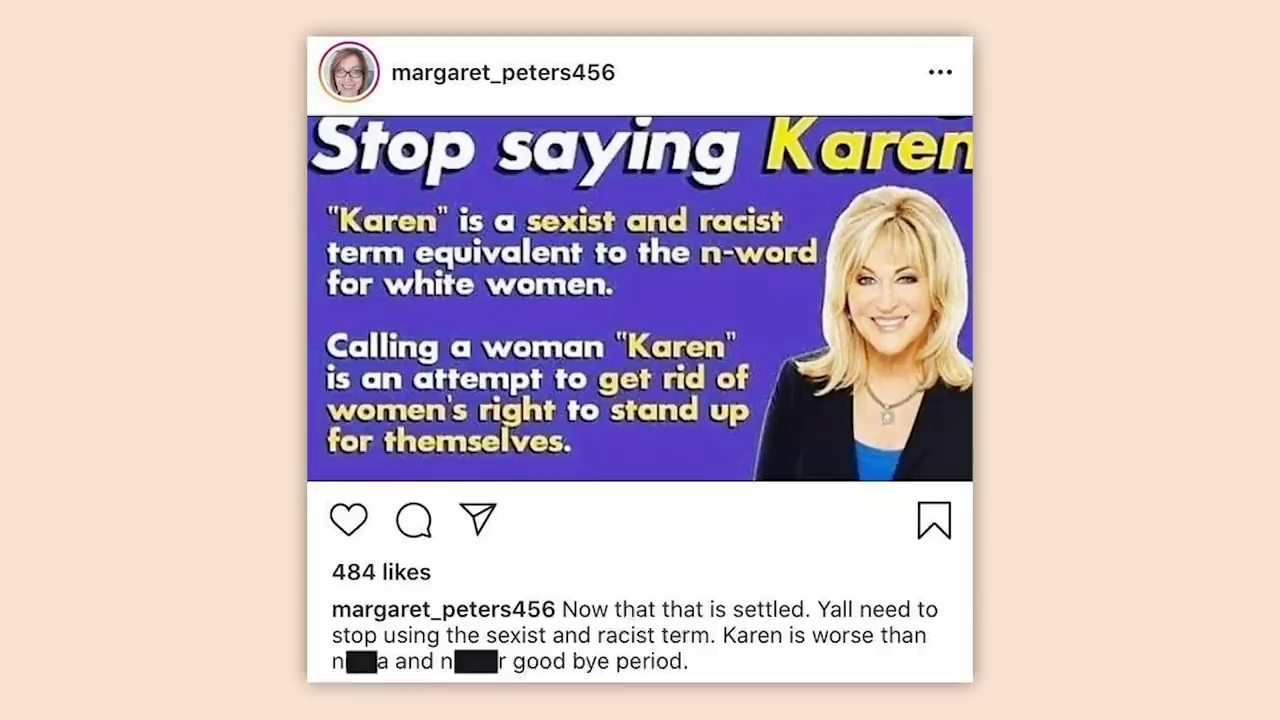 margaret_peters456
Stop saying Karen
"Karen" is a sexist and racist
term equivalent to the n-word
for white women.
Calling a woman "Karen"
is an attempt to get rid of
women's right to stand up
for themselves.
484 likes
margaret_peters456 Now that that is settled. Yall need to
stop using the sexist and racist term. Karen is worse than
n a and n r good bye period.